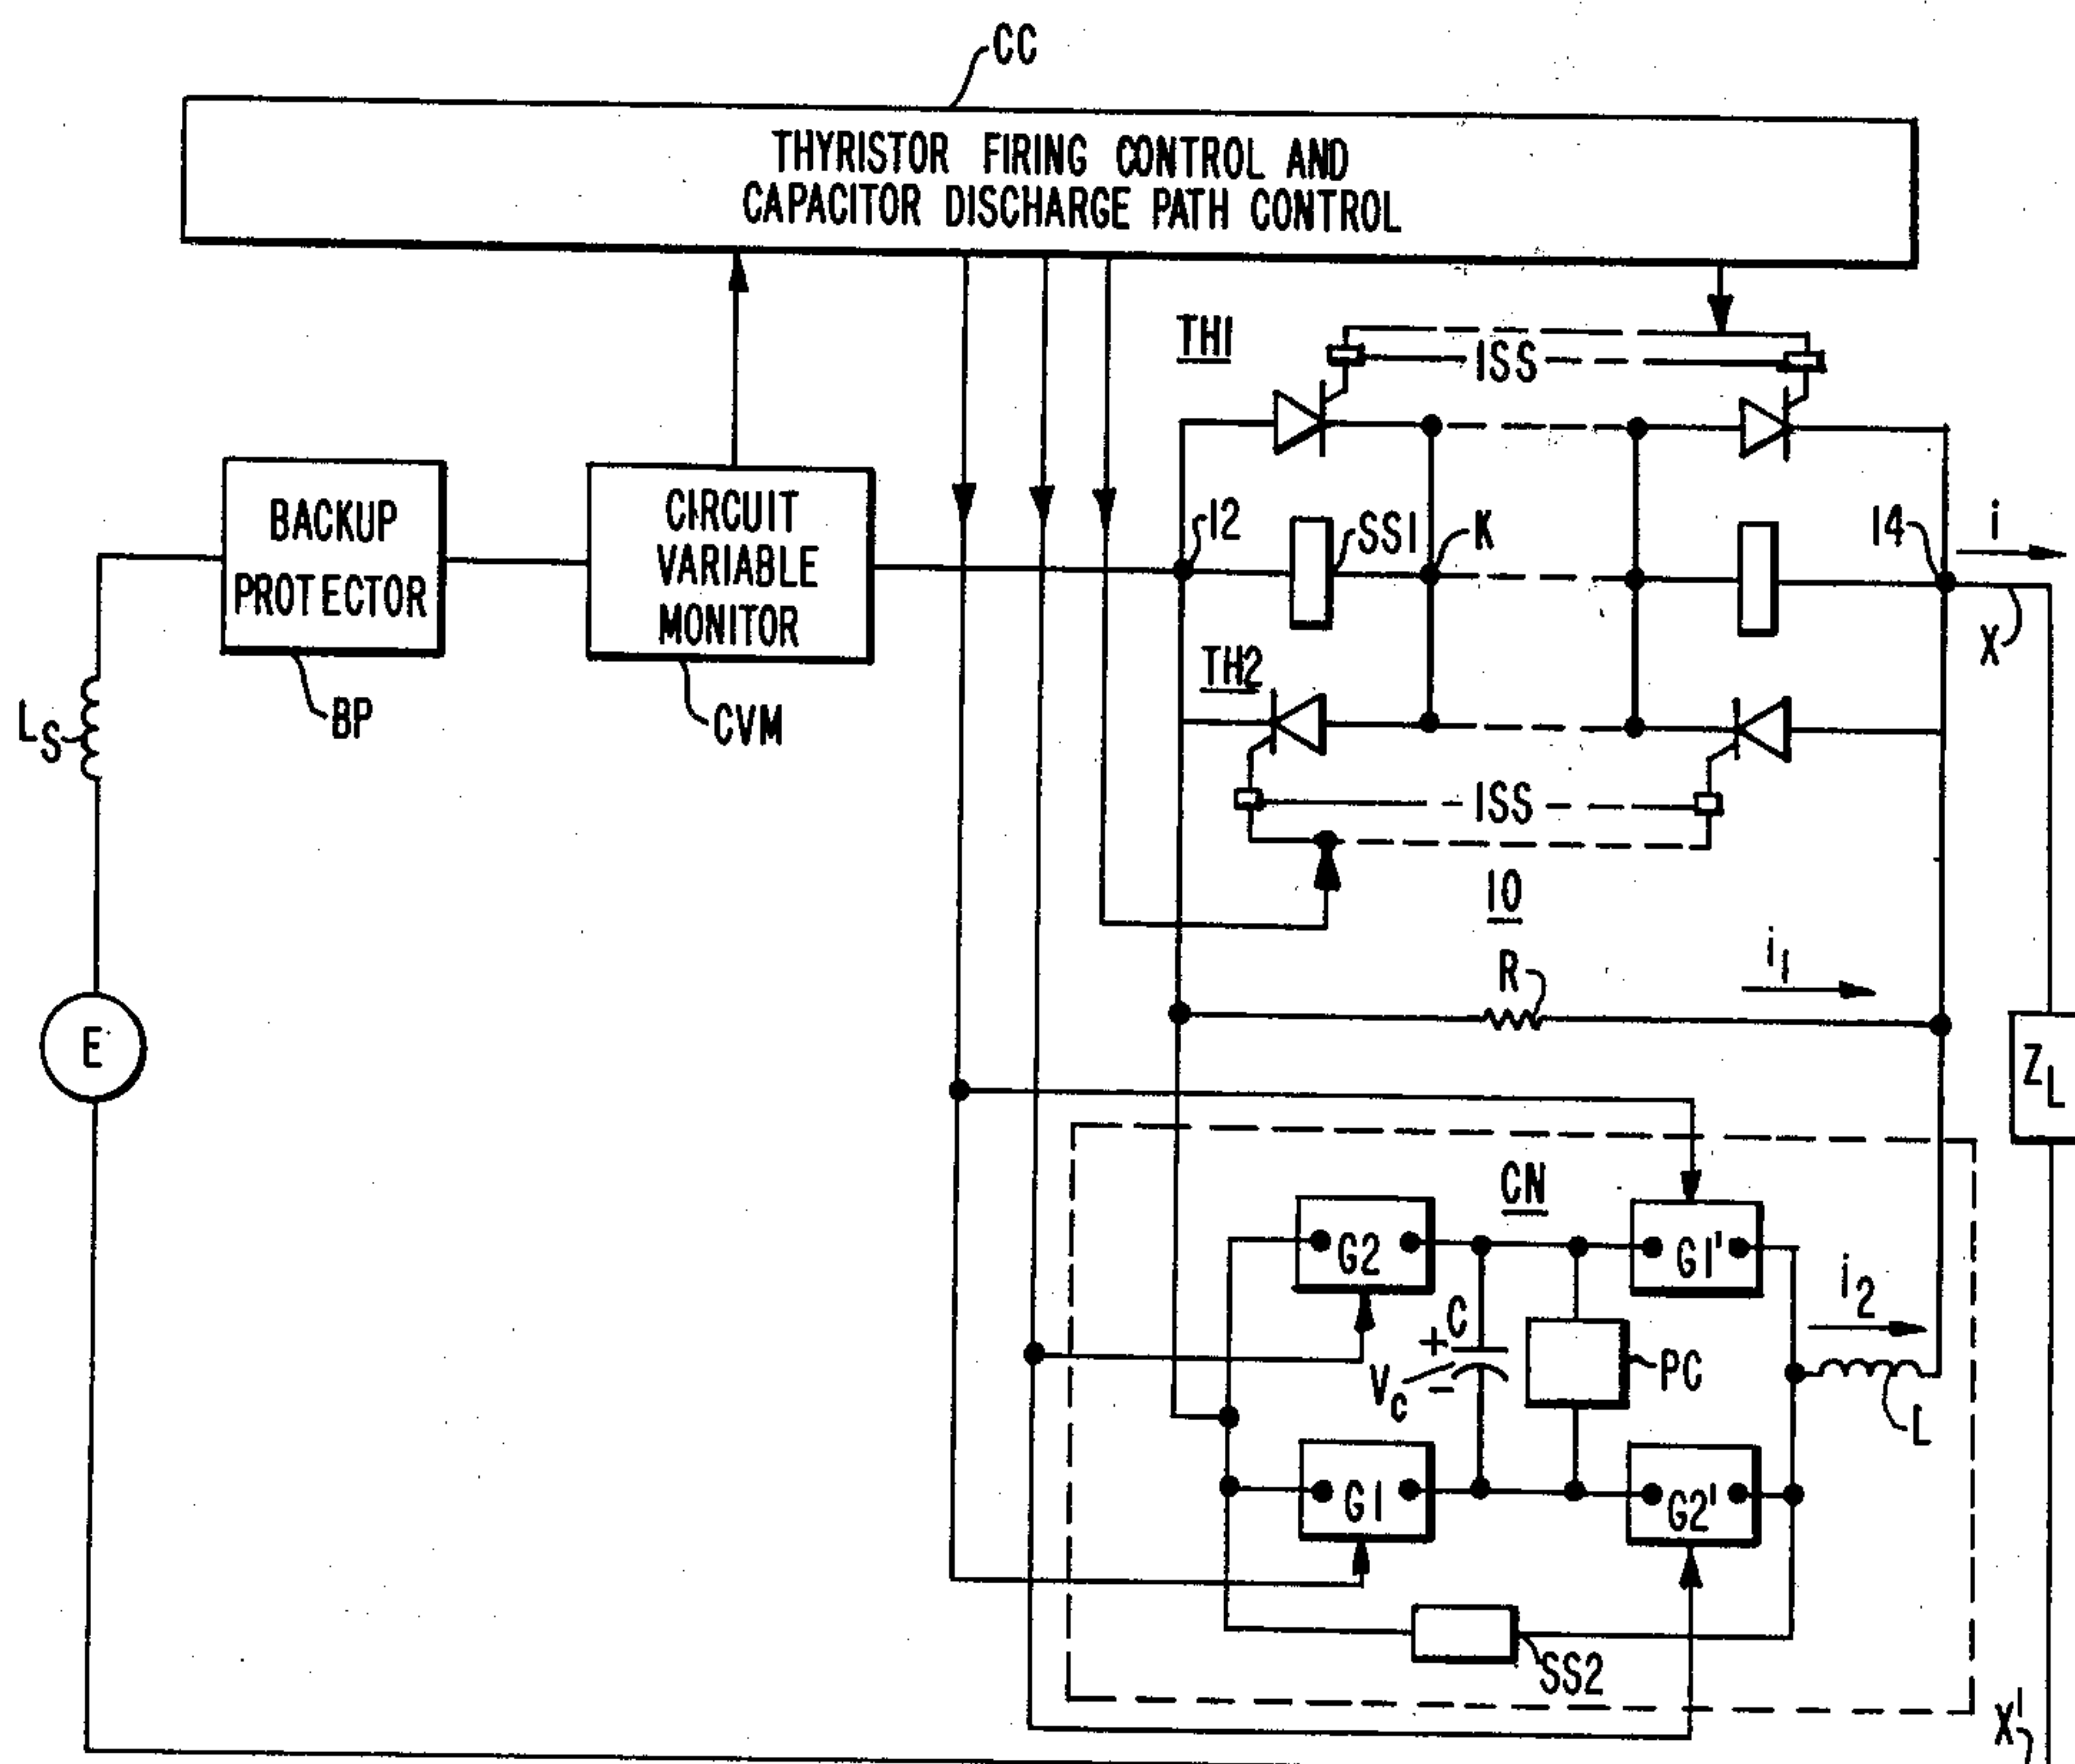 CC
THYRISTOR FIRING CONTROL AND
CAPACITOR DISCHARGE PATH CONTROL
TH1
ISS
BACKUP
PROTECTOR
CIRCUIT
VARIABLE
MONITOR
12
SS1
K
14
i
X
TH2
LS
BP
CVM
ISS
10
R
i1
E
ZL
CN
G2
G1'
C
+
VC
-
PC
i2
L
G1
G2'
SS2
X'